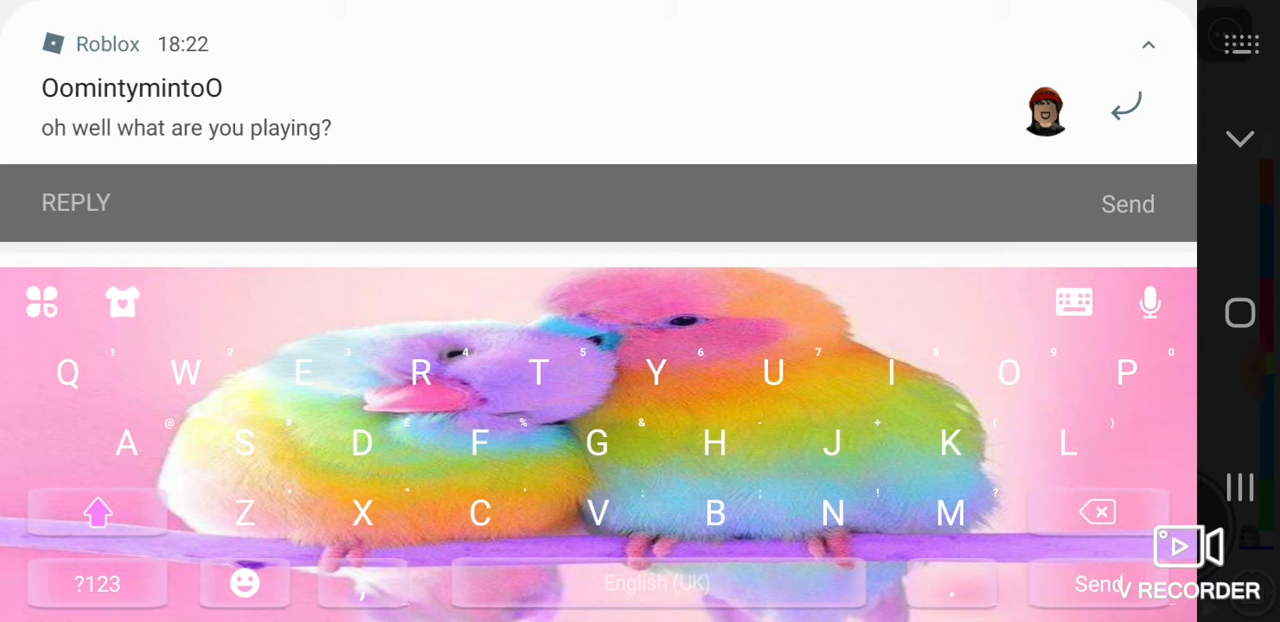 Roblox 18:22
OomintymintoO
oh well what are you playing?
REPLY Send
1 2 3 4 5 6 7 8 9 0
Q W E R T Y U I O P
@ £ % & - + ( )
A S D F G H J K L
* " ' : ; ! ?
Z X C V B N M
?123 , English (UK) . Send
V RECORDER